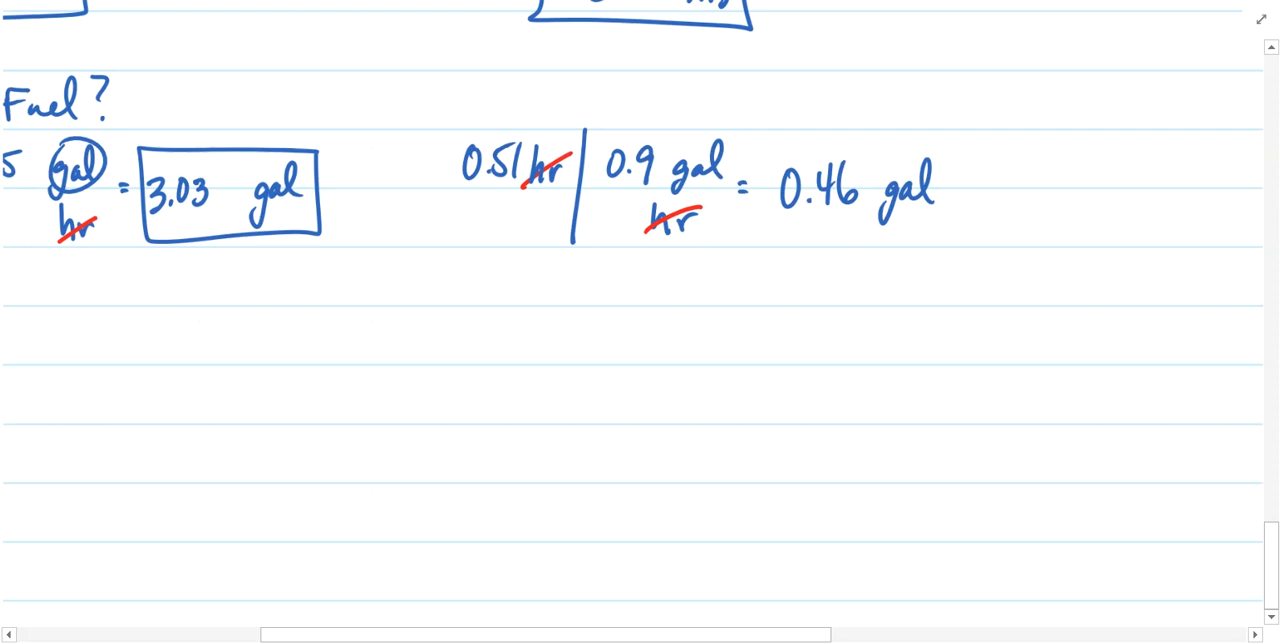 Fuel?
5 gal/hr = 3.03 gal
0.51 hr | 0.9 gal/hr = 0.46 gal